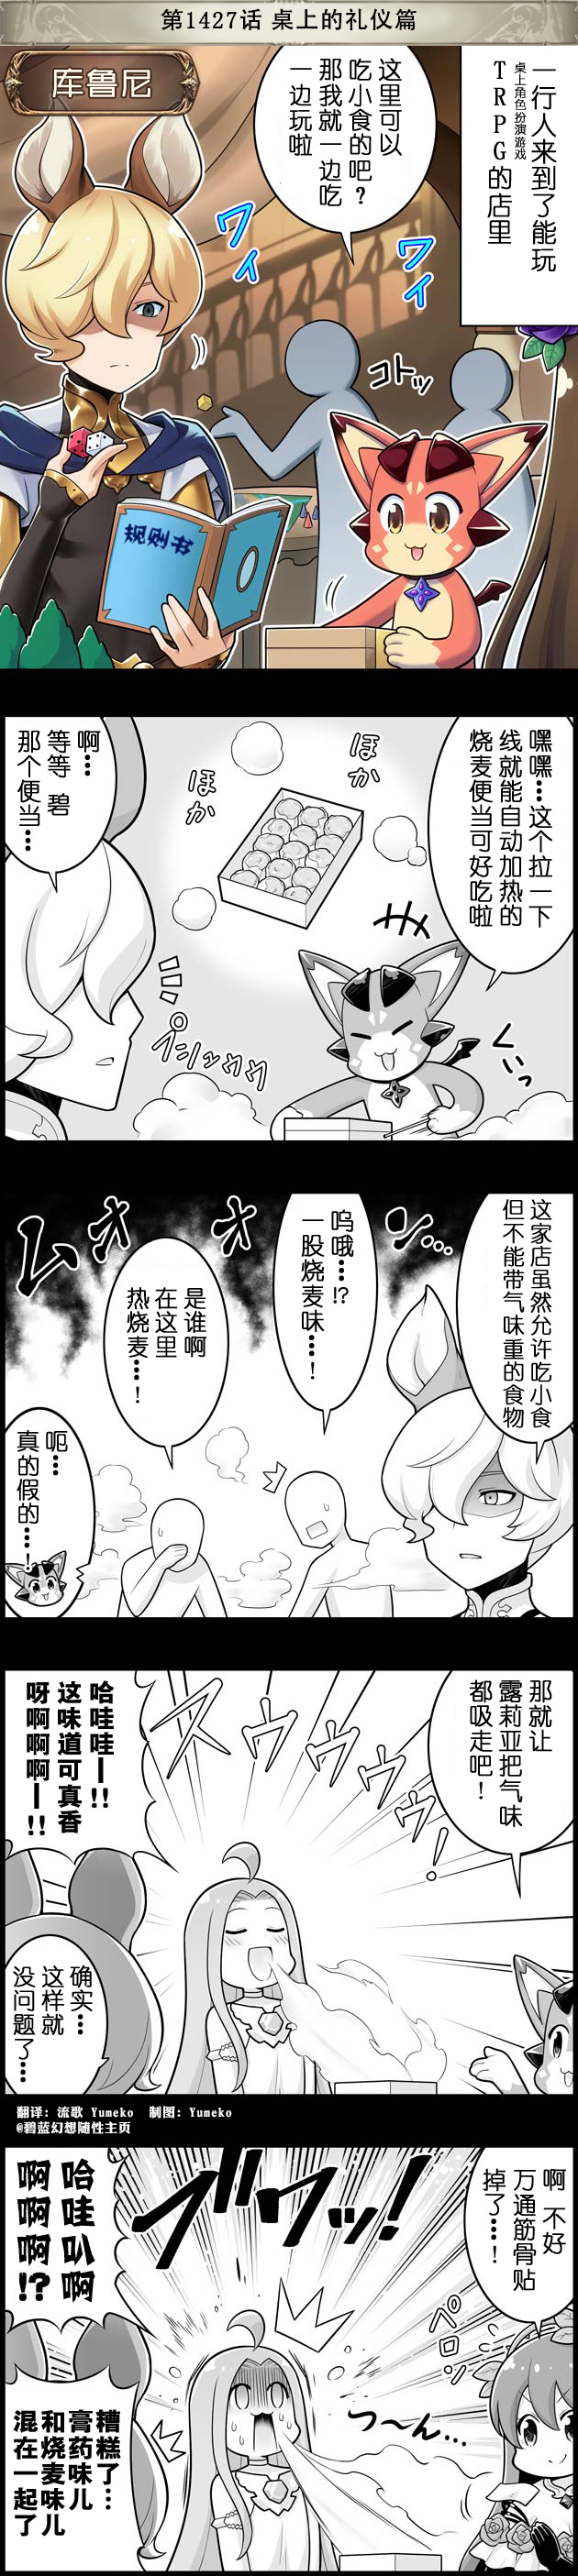 第1427话 桌上的礼仪篇
库鲁尼
一行人来到了能玩
桌上角色扮演游戏
TRPG的店里
这里可以
吃小食的吧？
那我就一边吃
一边玩啦
ワイ
ワイ
コトッ
规则书
嘿嘿…这个拉一下
线就能自动加热的
烧麦便当可好吃啦
ほか
ほか
啊…
等等 碧
那个便当…
ぐいっ
プシッッッ
这家店虽然允许吃小食
但不能带气味重的食物
呜哦…!?
一股烧麦味…!
是谁啊
在这里
热烧麦…!
ムオオン…
呃…
真的假的…!
那就让
露莉亚把气味
都吸走吧!
スゥゥゥゥ!
哈哇哇ー!!
这味道可真香
呀啊啊啊ー!!
确实…
这样就
没问题了…
翻译: 流歌 Yumeko  制图: Yumeko
@碧蓝幻想随性主页
啊 不好
万通筋骨贴
掉了…!
ペロン
ブワッ!
哈哇叭啊
啊啊啊!?
つ〜ん…
糟糕了…
膏药味儿
和烧麦味儿
混在一起了